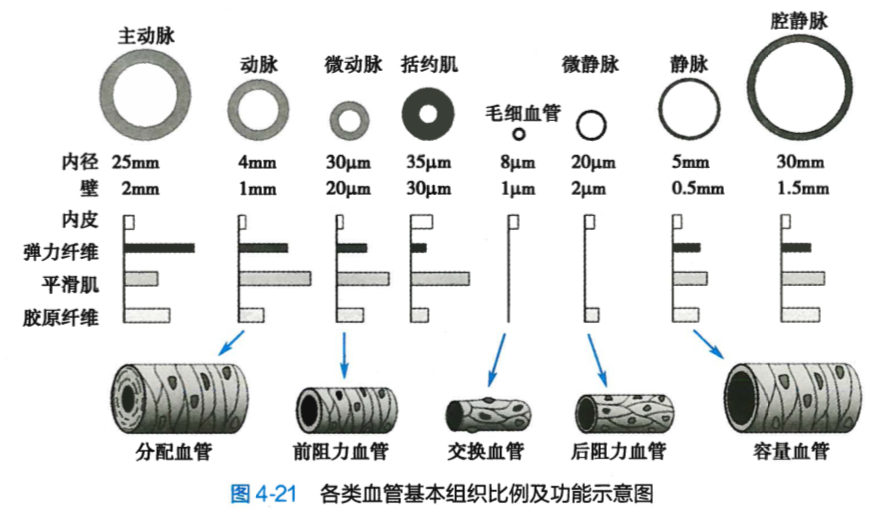 主动脉 动脉 微动脉 括约肌 毛细血管 微静脉 静脉 腔静脉
内径 25mm 4mm 30μm 35μm 8μm 20μm 5mm 30mm
壁 2mm 1mm 20μm 30μm 1μm 2μm 0.5mm 1.5mm
内皮
弹力纤维
平滑肌
胶原纤维
分配血管 前阻力血管 交换血管 后阻力血管 容量血管
图 4-21 各类血管基本组织比例及功能示意图